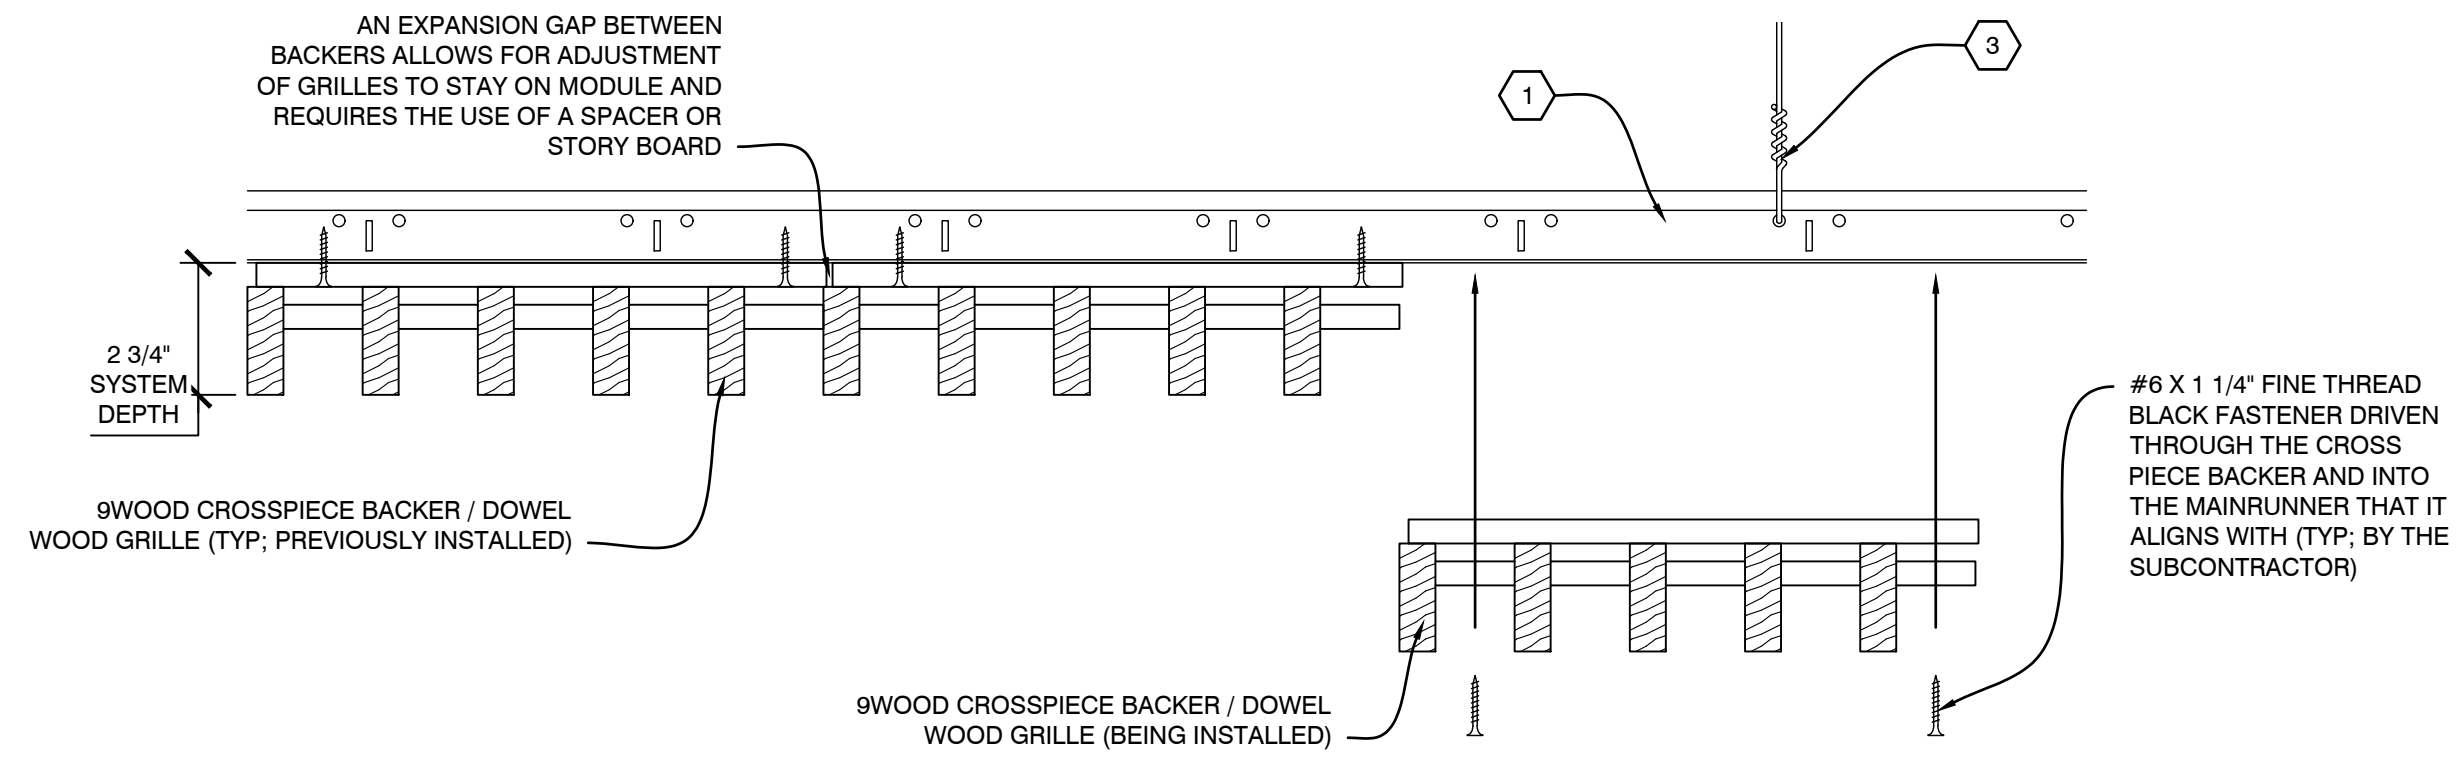 AN EXPANSION GAP BETWEEN
BACKERS ALLOWS FOR ADJUSTMENT
OF GRILLES TO STAY ON MODULE AND
REQUIRES THE USE OF A SPACER OR
STORY BOARD
1
3
2 3/4"
SYSTEM
DEPTH
9WOOD CROSSPIECE BACKER / DOWEL
WOOD GRILLE (TYP; PREVIOUSLY INSTALLED)
#6 X 1 1/4" FINE THREAD
BLACK FASTENER DRIVEN
THROUGH THE CROSS
PIECE BACKER AND INTO
THE MAINRUNNER THAT IT
ALIGNS WITH (TYP; BY THE
SUBCONTRACTOR)
9WOOD CROSSPIECE BACKER / DOWEL
WOOD GRILLE (BEING INSTALLED)